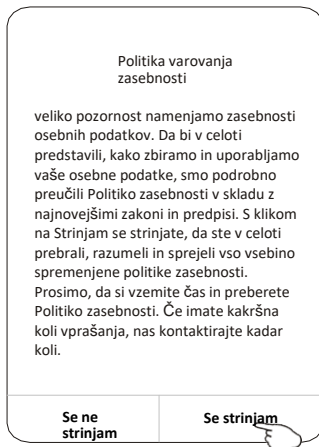 Politika varovanja
zasebnosti
veliko pozornost namenjamo zasebnosti
osebnih podatkov. Da bi v celoti
predstavili, kako zbiramo in uporabljamo
vaše osebne podatke, smo podrobno
preučili Politiko zasebnosti v skladu z
najnovejšimi zakoni in predpisi. S klikom
na Strinjam se strinjate, da ste v celoti
prebrali, razumeli in sprejeli vso vsebino
spremenjene politike zasebnosti.
Prosimo, da si vzemite čas in preberete
Politiko zasebnosti. Če imate kakršna
koli vprašanja, nas kontaktirajte kadar
koli.
Se ne
strinjam
Se strinjam